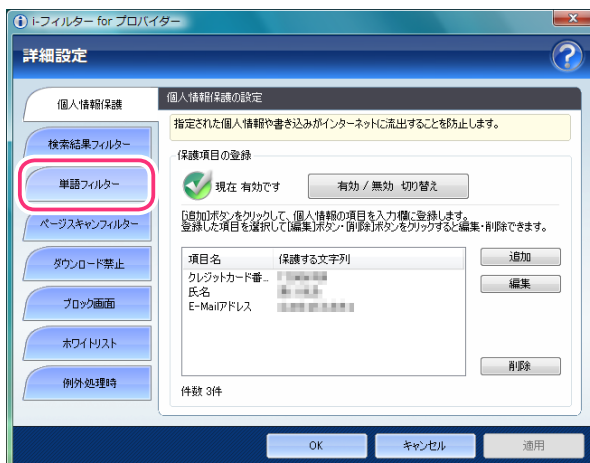 i-フィルター for プロバイダー
詳細設定
?
個人情報保護
検索結果フィルター
単語フィルター
ページスキャンフィルター
ダウンロード禁止
ブロック画面
ホワイトリスト
例外処理時
個人情報保護の設定
指定された個人情報や書き込みがインターネットに流出することを防止します。
保護項目の登録
現在 有効です
有効 / 無効 切り替え
[追加]ボタンをクリックして、個人情報の項目を入力欄に登録します。
登録した項目を選択して[編集]ボタン・[削除]ボタンをクリックすると編集・削除できます。
項目名 保護する文字列
クレジットカード番...
氏名
E-Mailアドレス
追加
編集
削除
件数 3件
OK
キャンセル
適用